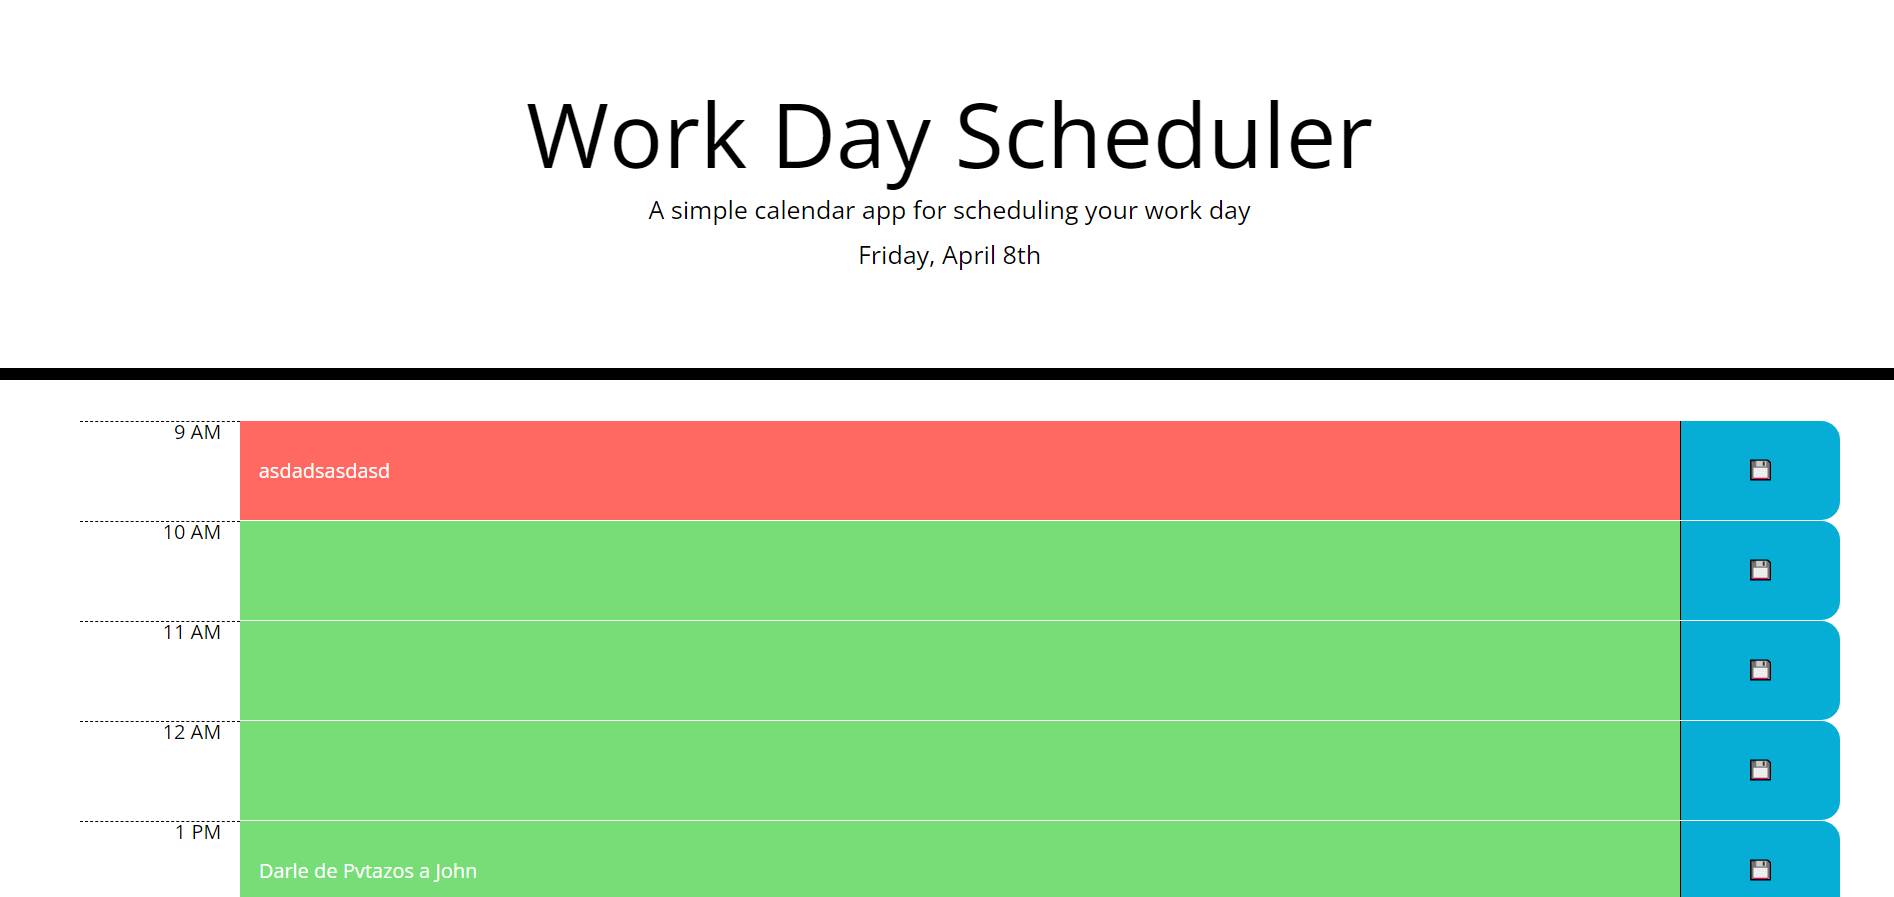 Work Day Scheduler
A simple calendar app for scheduling your work day
Friday, April 8th
9 AM
asdadsasdasd
10 AM
11 AM
12 AM
1 PM
Darle de Pvtazos a John